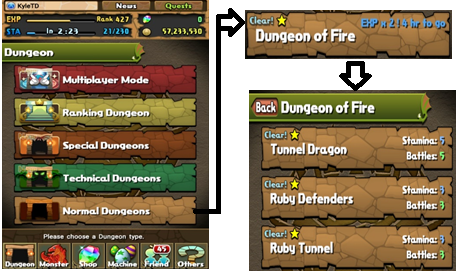 KyleTD
News
Quests
EXP
Rank 427
0
In 2:23
21/230
57,233,530
Dungeon
Multiplayer Mode
Ranking Dungeon
Special Dungeons
Technical Dungeons
Normal Dungeons
Please choose a Dungeon type.
Dungeon
Monster
Shop
Machine
45
Friend
Others
Clear!
EXP x 2! 4 hr to go
Dungeon of Fire
Back Dungeon of Fire
Clear!
Tunnel Dragon
Stamina: 5
Battles: 5
Clear!
Ruby Defenders
Stamina: 3
Battles: 3
Clear!
Ruby Tunnel
Stamina: 3
Battles: 3